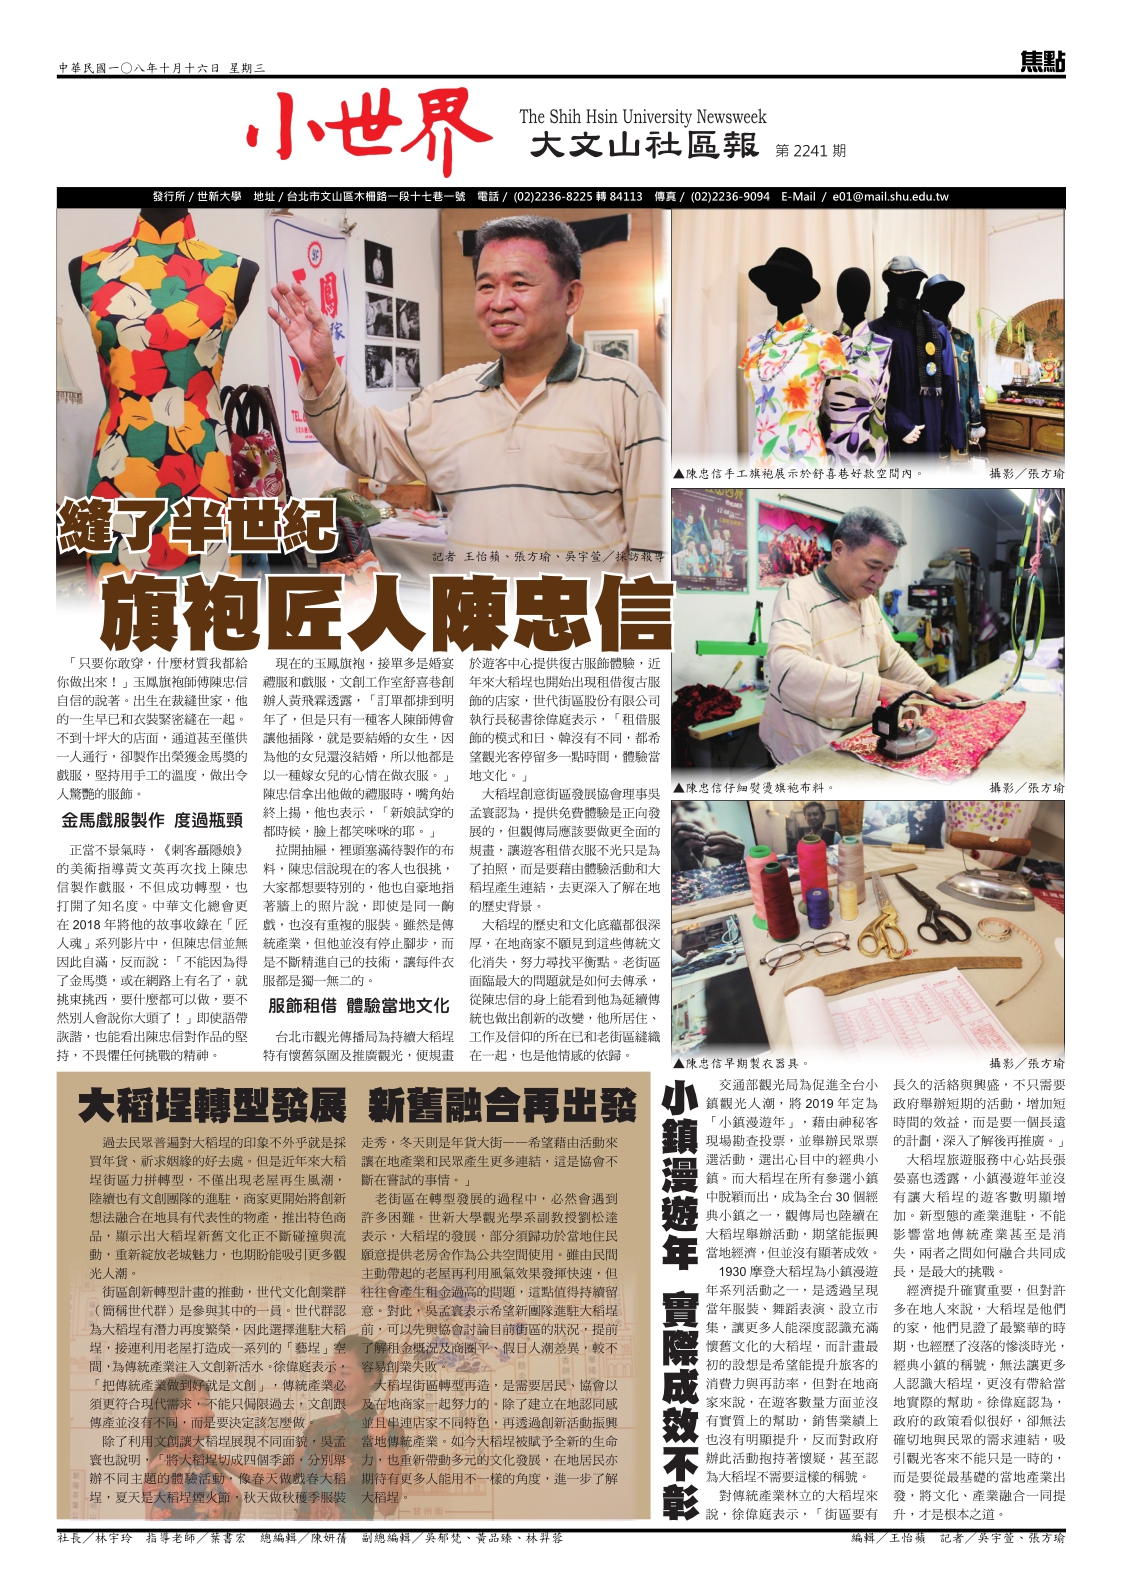 中華民國一〇八年十月十六日 星期三
焦點
小世界
The Shih Hsin University Newsweek
大文山社區報 第 2241 期
發行所 / 世新大學 地址 / 台北市文山區木柵路一段十七巷一號 電話 / (02)2236-8225 轉 84113 傳真 / (02)2236-9094 E-Mail / e01@mail.shu.edu.tw
▲陳忠信手工旗袍展示於舒喜巷好款空間內。 攝影／張方瑜
縫了半世紀
記者 王怡蘋、張方瑜、吳宇萱／採訪報導
旗袍匠人陳忠信
▲陳忠信仔細熨燙旗袍布料。 攝影／張方瑜
▲陳忠信早期製衣器具。 攝影／張方瑜
「只要你敢穿，什麼材質我都給
你做出來！」玉鳳旗袍師傅陳忠信
自信的說著。出生在裁縫世家，他
的一生早已和衣裝緊密縫在一起。
不到十坪大的店面，通道甚至僅供
一人通行，卻製作出榮獲金馬獎的
戲服，堅持用手工的溫度，做出令
人驚艷的服飾。
金馬戲服製作 度過瓶頸
正當不景氣時，《刺客聶隱娘》
的美術指導黃文英再次找上陳忠
信製作戲服，不但成功轉型，也
打開了知名度。中華文化總會更
在 2018 年將他的故事收錄在「匠
人魂」系列影片中，但陳忠信並無
因此自滿，反而說：「不能因為得
了金馬獎，或在網路上有名了，就
挑東挑西，要什麼都可以做，要不
然別人會說你大頭了！」即使語帶
詼諧，也能看出陳忠信對作品的堅
持，不畏懼任何挑戰的精神。
現在的玉鳳旗袍，接單多是婚宴
禮服和戲服，文創工作室舒喜巷創
辦人黃飛霖透露，「訂單都排到明
年了，但是只有一種客人陳師傅會
讓他插隊，就是要結婚的女生，因
為他的女兒還沒結婚，所以他都是
以一種嫁女兒的心情在做衣服。」
陳忠信拿出他做的禮服時，嘴角始
終上揚，他也表示，「新娘試穿的
都時候，臉上都笑咪咪的耶。」
拉開抽屜，裡頭塞滿待製作的布
料，陳忠信說現在的客人也很挑，
大家都想要特別的，他也自豪地指
著牆上的照片說，即使是同一齣
戲，也沒有重複的服裝。雖然是傳
統產業，但他並沒有停止腳步，而
是不斷精進自己的技術，讓每件衣
服都是獨一無二的。
服飾租借 體驗當地文化
台北市觀光傳播局為持續大稻埕
特有懷舊氛圍及推廣觀光，便規畫
於遊客中心提供復古服飾體驗，近
年來大稻埕也開始出現租借復古服
飾的店家，世代街區股份有限公司
執行長秘書徐偉庭表示，「租借服
飾的模式和日、韓沒有不同，都希
望觀光客停留多一點時間，體驗當
地文化。」
大稻埕創意街區發展協會理事吳
孟寰認為，提供免費體驗是正向發
展的，但觀傳局應該要做更全面的
規畫，讓遊客租借衣服不光只是為
了拍照，而是要藉由體驗活動和大
稻埕產生連結，去更深入了解在地
的歷史背景。
大稻埕的歷史和文化底蘊都很深
厚，在地商家不願見到這些傳統文
化消失，努力尋找平衡點。老街區
面臨最大的問題就是如何去傳承，
從陳忠信的身上能看到他為延續傳
統也做出創新的改變，他所居住、
工作及信仰的所在已和老街區縫織
在一起，也是他情感的依歸。
大稻埕轉型發展 新舊融合再出發
過去民眾普遍對大稻埕的印象不外乎就是採
買年貨、祈求姻緣的好去處。但是近年來大稻
埕街區力拼轉型，不僅出現老屋再生風潮，
陸續也有文創團隊的進駐，商家更開始將創新
想法融合在地具有代表性的物產，推出特色商
品，顯示出大稻埕新舊文化正不斷碰撞與流
動，重新綻放老城魅力，也期盼能吸引更多觀
光人潮。
街區創新轉型計畫的推動，世代文化創業群
（簡稱世代群）是參與其中的一員。世代群認
為大稻埕有潛力再度繁榮，因此選擇進駐大稻
埕，接連利用老屋打造成一系列的「藝埕」空
間，為傳統產業注入文創新活水。徐偉庭表示，
「把傳統產業做到好就是文創」，傳統產業必
須更符合現代需求，不能只侷限過去，文創跟
傳產並沒有不同，而是要決定該怎麼做。
除了利用文創讓大稻埕展現不同面貌，吳孟
寰也說明，「將大稻埕切成四個季節，分別舉
辦不同主題的體驗活動，像春天做戲春大稻
埕，夏天是大稻埕煙火節，秋天做秋穫季服裝
走秀，冬天則是年貨大街——希望藉由活動來
讓在地產業和民眾產生更多連結，這是協會不
斷在嘗試的事情。」
老街區在轉型發展的過程中，必然會遇到
許多困難。世新大學觀光學系副教授劉松達
表示，大稻埕的發展，部分須歸功於當地住民
願意提供老房舍作為公共空間使用。雖由民間
主動帶起的老屋再利用風氣效果發揮快速，但
往往會產生租金過高的問題，這點值得持續留
意。對此，吳孟寰表示希望新團隊進駐大稻埕
前，可以先與協會討論目前街區的狀況，提前
了解租金概況及商圈平、假日人潮差異，較不
容易創業失敗。
大稻埕街區轉型再造，是需要居民、協會以
及在地商家一起努力的。除了建立在地認同感
並且串連店家不同特色，再透過創新活動振興
當地傳統產業。如今大稻埕被賦予全新的生命
力，也重新帶動多元的文化發展，在地居民亦
期待有更多人能用不一樣的角度，進一步了解
大稻埕。
小鎮漫遊年 實際成效不彰
交通部觀光局為促進全台小
鎮觀光人潮，將 2019 年定為
「小鎮漫遊年」，藉由神秘客
現場勘查投票，並舉辦民眾票
選活動，選出心目中的經典小
鎮。而大稻埕在所有參選小鎮
中脫穎而出，成為全台 30 個經
典小鎮之一，觀傳局也陸續在
大稻埕舉辦活動，期望能振興
當地經濟，但並沒有顯著成效。
1930 摩登大稻埕為小鎮漫遊
年系列活動之一，是透過呈現
當年服裝、舞蹈表演、設立市
集，讓更多人能深度認識充滿
懷舊文化的大稻埕，而計畫最
初的設想是希望能提升旅客的
消費力與再訪率，但對在地商
家來說，在遊客數量方面並沒
有實質上的幫助，銷售業績上
也沒有明顯提升，反而對政府
辦此活動抱持著懷疑，甚至認
為大稻埕不需要這樣的稱號。
對傳統產業林立的大稻埕來
說，徐偉庭表示，「街區要有
長久的活絡與興盛，不只需要
政府舉辦短期的活動，增加短
時間的效益，而是要一個長遠
的計劃，深入了解後再推廣。」
大稻埕旅遊服務中心站長張
晏嘉也透露，小鎮漫遊年並沒
有讓大稻埕的遊客數明顯增
加。新型態的產業進駐，不能
影響當地傳統產業甚至是消
失，兩者之間如何融合共同成
長，是最大的挑戰。
經濟提升確實重要，但對許
多在地人來說，大稻埕是他們
的家，他們見證了最繁華的時
期，也經歷了沒落的慘淡時光，
經典小鎮的稱號，無法讓更多
人認識大稻埕，更沒有帶給當
地實際的幫助。徐偉庭認為，
政府的政策看似很好，卻無法
確切地與民眾的需求連結，吸
引觀光客來不能只是一時的，
而是要從最基礎的當地產業出
發，將文化、產業融合一同提
升，才是根本之道。
社長／林宇玲 指導老師／葉書宏 總編輯／陳妍蒨 副總編輯／吳郁梵、黃品臻、林羿蓉
編輯／王怡蘋 記者／吳宇萱、張方瑜